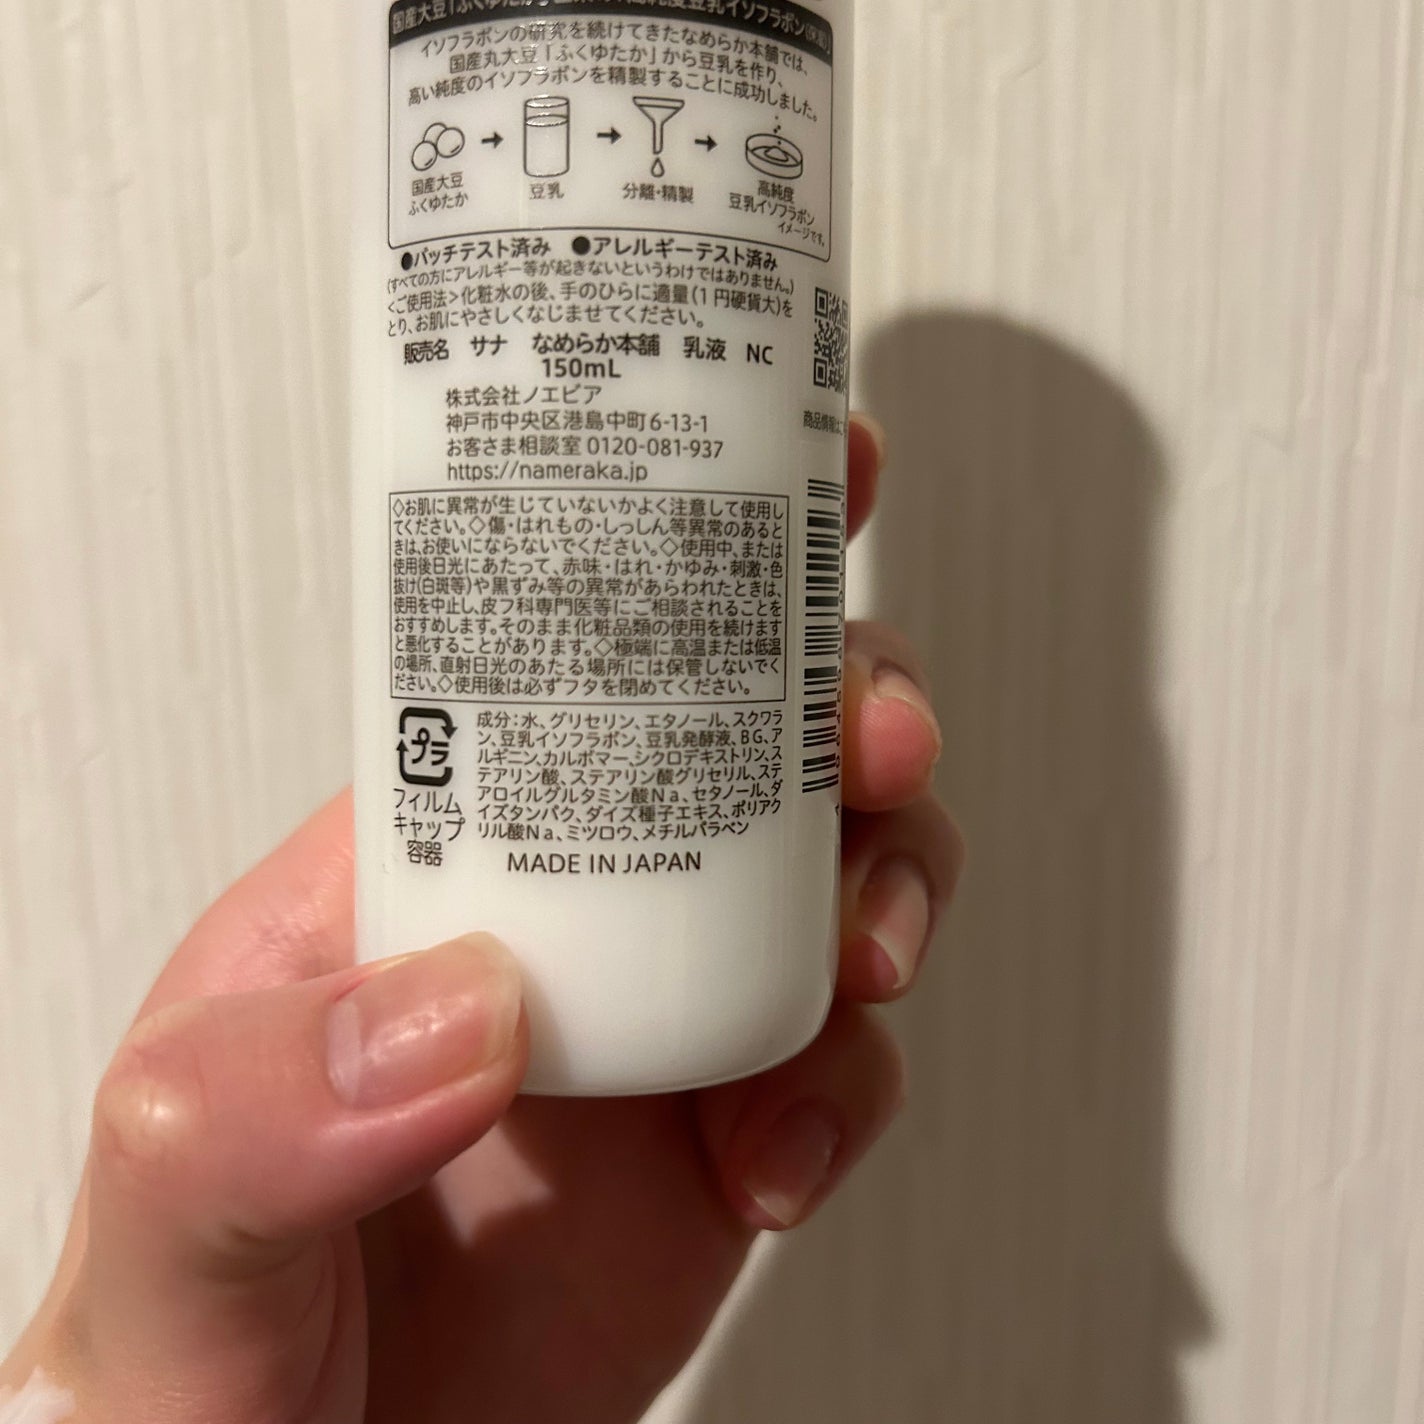 国産大豆「ふくゆたか」
豆乳イソフラボン
イソフラボンの研究を続けてきたなめらか本舗では、
国産丸大豆「ふくゆたか」から豆乳を作り、
高い純度のイソフラボンを精製することに成功しました。
国産大豆
ふくゆたか
豆乳
分離・精製
高純度
豆乳イソフラボン
イメージです。
●パッチテスト済み ●アレルギーテスト済み
(すべての方にアレルギー等が起きないというわけではありません。)
<ご使用法>化粧水の後、手のひらに適量(1円硬貨大)を
とり、お肌にやさしくなじませてください。
販売名 サナ なめらか本舗 乳液 NC
150mL
株式会社ノエビア
神戸市中央区港島中町6-13-1
お客さま相談室 0120-081-937
https://nameraka.jp
商品情報は
◇お肌に異常が生じていないかよく注意して使用し
てください。◇傷・はれもの・しっしん等異常のあると
きは、お使いにならないでください。◇使用中、または
使用後日光にあたって、赤味・はれ・かゆみ・刺激・色
抜け(白斑等)や黒ずみ等の異常があらわれたときは、
使用を中止し、皮フ科専門医等にご相談されることを
おすすめします。そのまま化粧品類の使用を続けます
と悪化することがあります。◇極端に高温または低温
の場所、直射日光のあたる場所には保管しないでく
ださい。◇使用後は必ずフタを閉めてください。
プラ
フィルム
キャップ
容器
成分：水、グリセリン、エタノール、スクワラ
ン、豆乳イソフラボン、豆乳発酵液、BG、ア
ルギニン、カルボマー、シクロデキストリン、ス
テアリン酸、ステアリン酸グリセリル、ステ
アロイルグルタミン酸Na、セタノール、ダ
イズタンパク、ダイズ種子エキス、ポリアク
リル酸Na、ミツロウ、メチルパラベン
MADE IN JAPAN